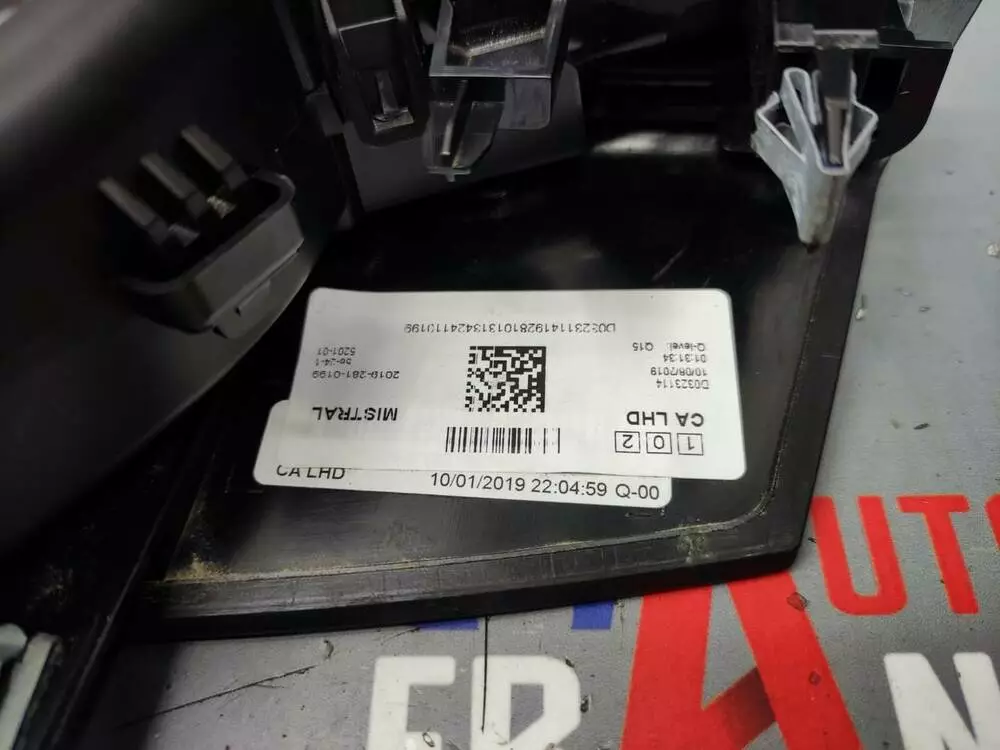 1 0 2
CA LHD
MISTRAL
D0323114
10/08/2019
01:31:34
Q-level: Q15
2019-281-0199
5201-01
CA LHD
10/01/2019 22:04:59 Q-00
AUTO